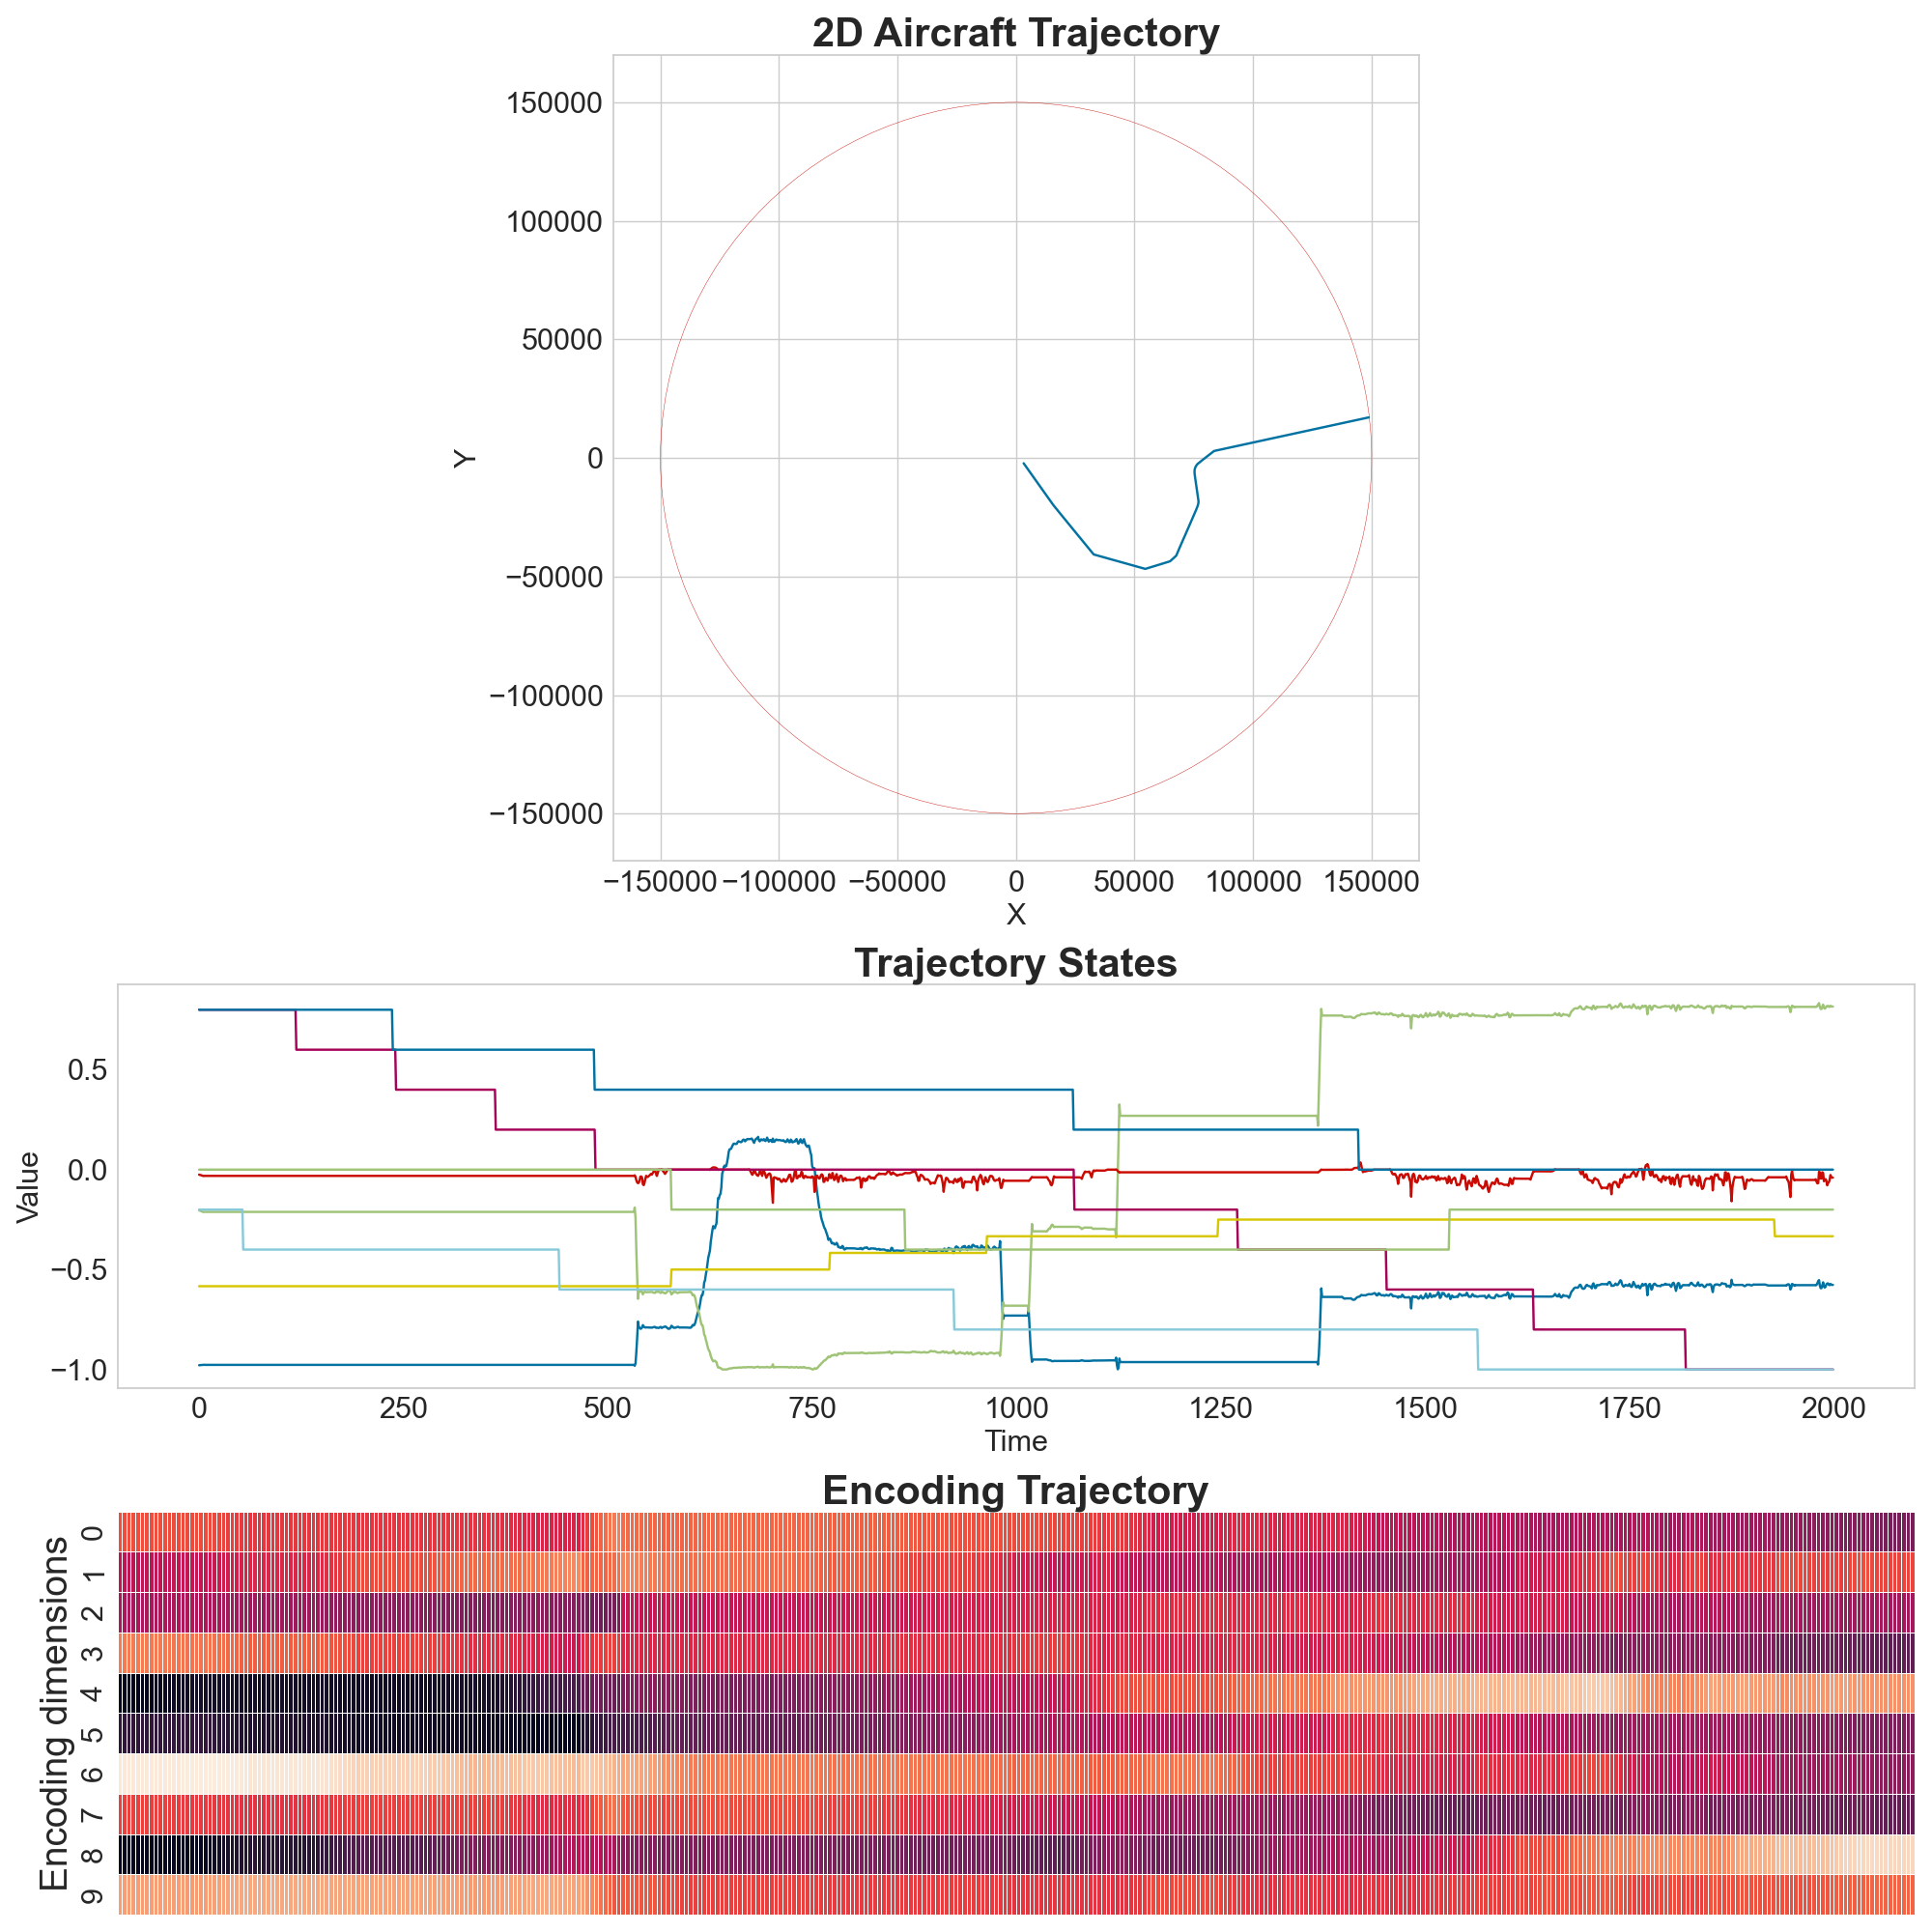 2D Aircraft Trajectory
150000
100000
50000
0
−50000
−100000
−150000
Y
−150000 −100000 −50000 0 50000 100000 150000
X
Trajectory States
0.5
0.0
−0.5
−1.0
Value
0 250 500 750 1000 1250 1500 1750 2000
Time
Encoding Trajectory
0
1
2
3
4
5
6
7
8
9
Encoding dimensions